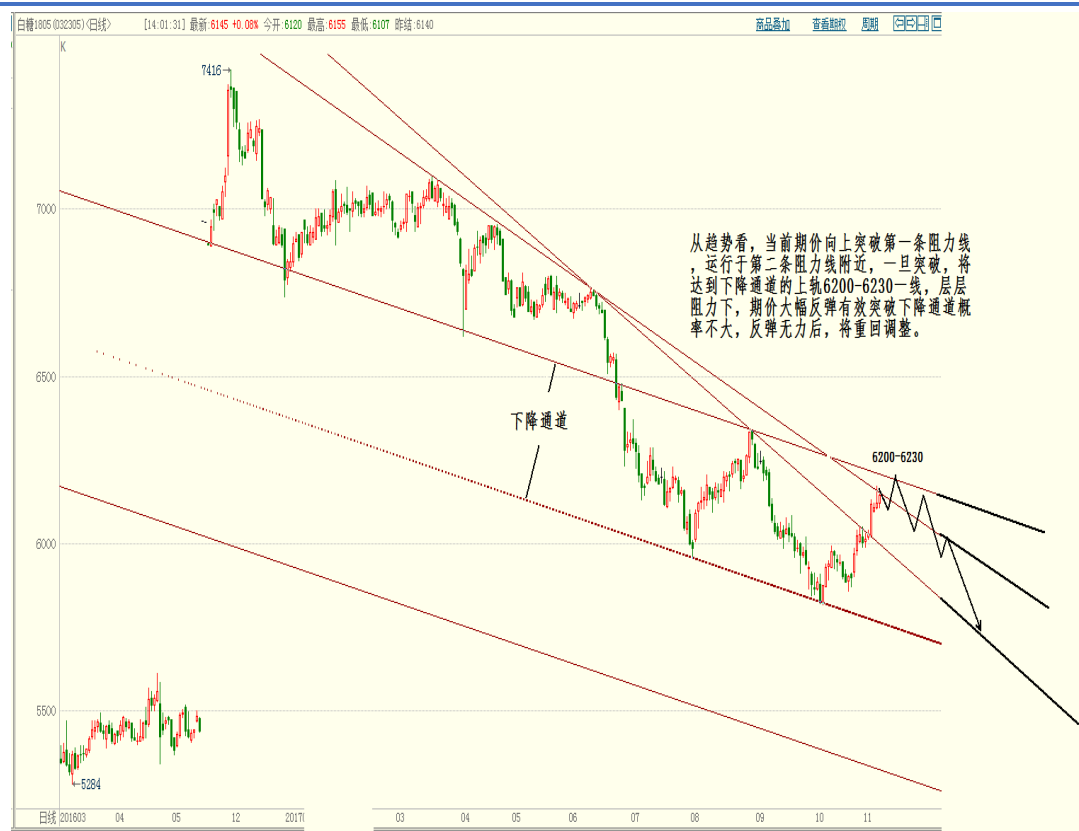 白糖1805(032305)<日线> [14:01:31] 最新:6145 +0.08% 今开:6120 最高:6155 最低:6107 昨结:6140
商品叠加 查看期权 周期
K
7416
7000
从趋势看，当前期价向上突破第一条阻力线
，运行于第二条阻力线附近，一旦突破，将
达到下降通道的上轨6200-6230一线，层层
阻力下，期价大幅反弹有效突破下降通道概
率不大，反弹无力后，将重回调整。
6500
下降通道
6200-6230
6000
5500
5284
日线 201603 04 05 12 2017 03 04 05 06 07 08 09 10 11